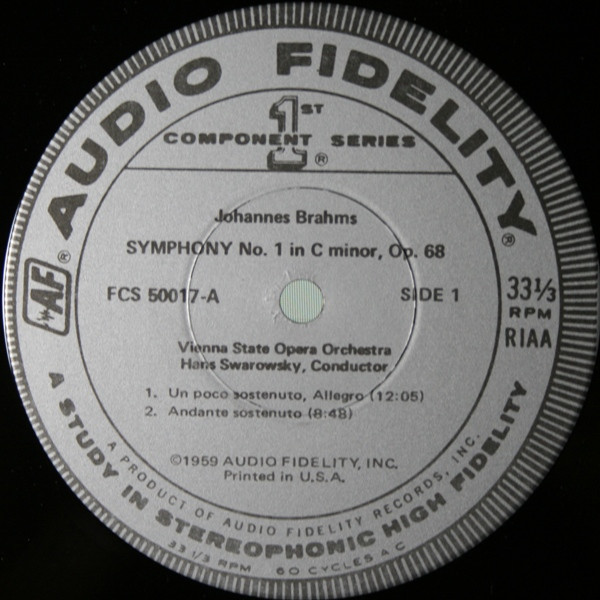 AUDIO FIDELITY®
1ST
COMPONENT SERIES
®
Johannes Brahms
SYMPHONY No. 1 in C minor, Op. 68
FCS 50017-A
SIDE 1
AF®
33⅓
RPM
RIAA
Vienna State Opera Orchestra
Hans Swarowsky, Conductor
1. Un poco sostenuto, Allegro (12:05)
2. Andante sostenuto (8:48)
©1959 AUDIO FIDELITY, INC.
Printed in U.S.A.
A PRODUCT OF AUDIO FIDELITY RECORDS, INC.
A STUDY IN STEREOPHONIC HIGH FIDELITY
33 1/3 RPM 60 CYCLES A C